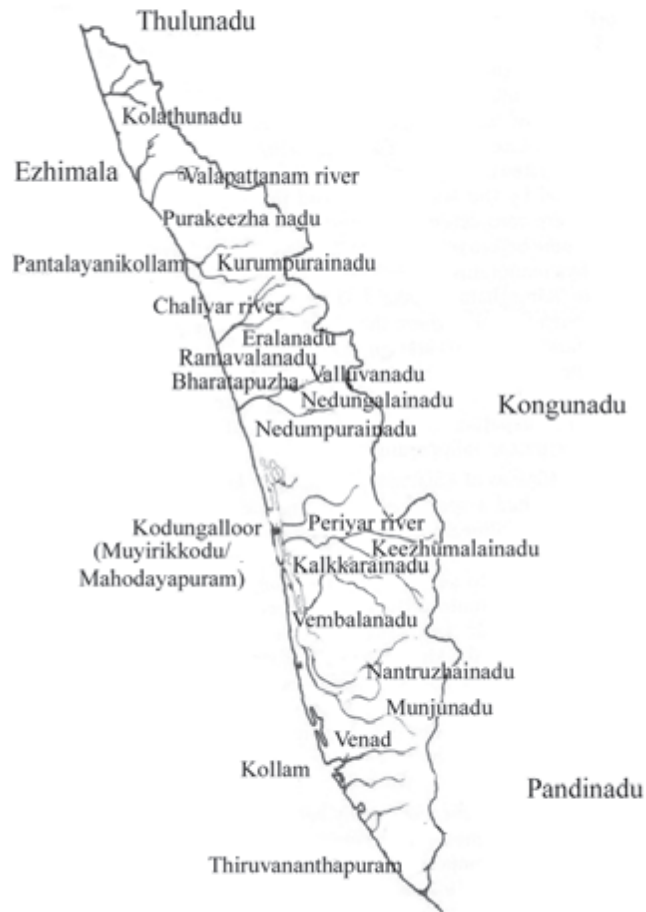 Thulunadu
Kolathunadu
Ezhimala
Valapattanam river
Purakeezha nadu
Pantalayanikollam
Kurumpurainadu
Chaliyar river
Eralanadu
Ramavalanadu
Valluvanadu
Bharatapuzha
Nedungalainadu
Kongunadu
Nedumpurainadu
Periyar river
Kodungalloor
(Muyirikkodu/
Mahodayapuram)
Keezhumalainadu
Kalkkarainadu
Vembalanadu
Nantruzhainadu
Munjunadu
Venad
Kollam
Pandinadu
Thiruvananthapuram